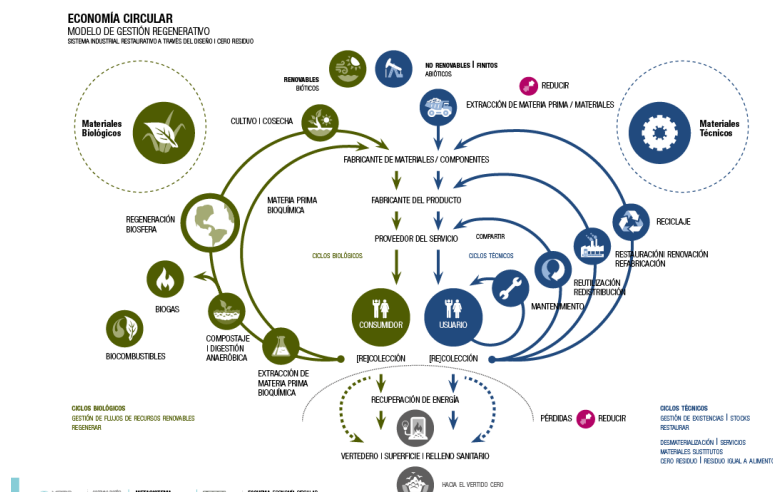 ECONOMÍA CIRCULAR
MODELO DE GESTIÓN REGENERATIVO
SISTEMA INDUSTRIAL RESTAURATIVO A TRAVÉS DEL DISEÑO I CERO RESIDUO
RENOVABLES
BIÓTICOS
NO RENOVABLES I FINITOS
ABIÓTICOS
REDUCIR
EXTRACCIÓN DE MATERIA PRIMA / MATERIALES
Materiales
Biológicos
Materiales
Técnicos
CULTIVO I COSECHA
FABRICANTE DE MATERIALES / COMPONENTES
MATERIA PRIMA
BIOQUÍMICA
FABRICANTE DEL PRODUCTO
REGENERACIÓN
BIOSFERA
RECICLAJE
PROVEEDOR DEL SERVICIO
COMPARTIR
CICLOS BIOLÓGICOS
CICLOS TÉCNICOS
RESTAURACIÓN I RENOVACIÓN
REFABRICACIÓN
REUTILIZACIÓN
REDISTRIBUCIÓN
MANTENIMIENTO
BIOGAS
CONSUMIDOR
USUARIO
COMPOSTAJE
I DIGESTIÓN
ANAERÓBICA
BIOCOMBUSTIBLES
[RE]COLECCIÓN
[RE]COLECCIÓN
EXTRACCIÓN DE
MATERIA PRIMA
BIOQUÍMICA
RECUPERACIÓN DE ENERGÍA
CICLOS BIOLÓGICOS
GESTIÓN DE FLUJOS DE RECURSOS RENOVABLES
REGENERAR
PÉRDIDAS
REDUCIR
CICLOS TÉCNICOS
GESTIÓN DE EXISTENCIAS I STOCKS
RESTAURAR
DESMATERIALIZACIÓN I SERVICIOS
MATERIALES SUSTITUTOS
CERO RESIDUO I RESIDUO IGUAL A ALIMENTO
VERTEDERO I SUPERFICIE I RELLENO SANITARIO
HACIA EL VERTIDO CERO